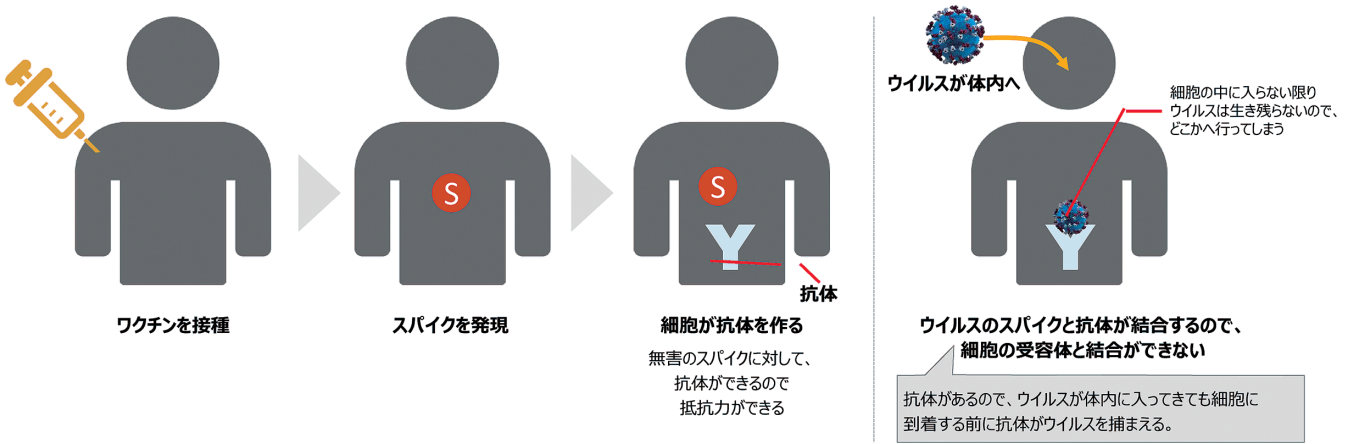 ワクチンを接種
S
スパイクを発現
S
抗体
細胞が抗体を作る
無害のスパイクに対して、
抗体ができるので
抵抗力ができる
ウイルスが体内へ
細胞の中に入らない限り
ウイルスは生き残らないので、
どこかへ行ってしまう
ウイルスのスパイクと抗体が結合するので、
細胞の受容体と結合ができない
抗体があるので、ウイルスが体内に入ってきても細胞に
到着する前に抗体がウイルスを捕まえる。